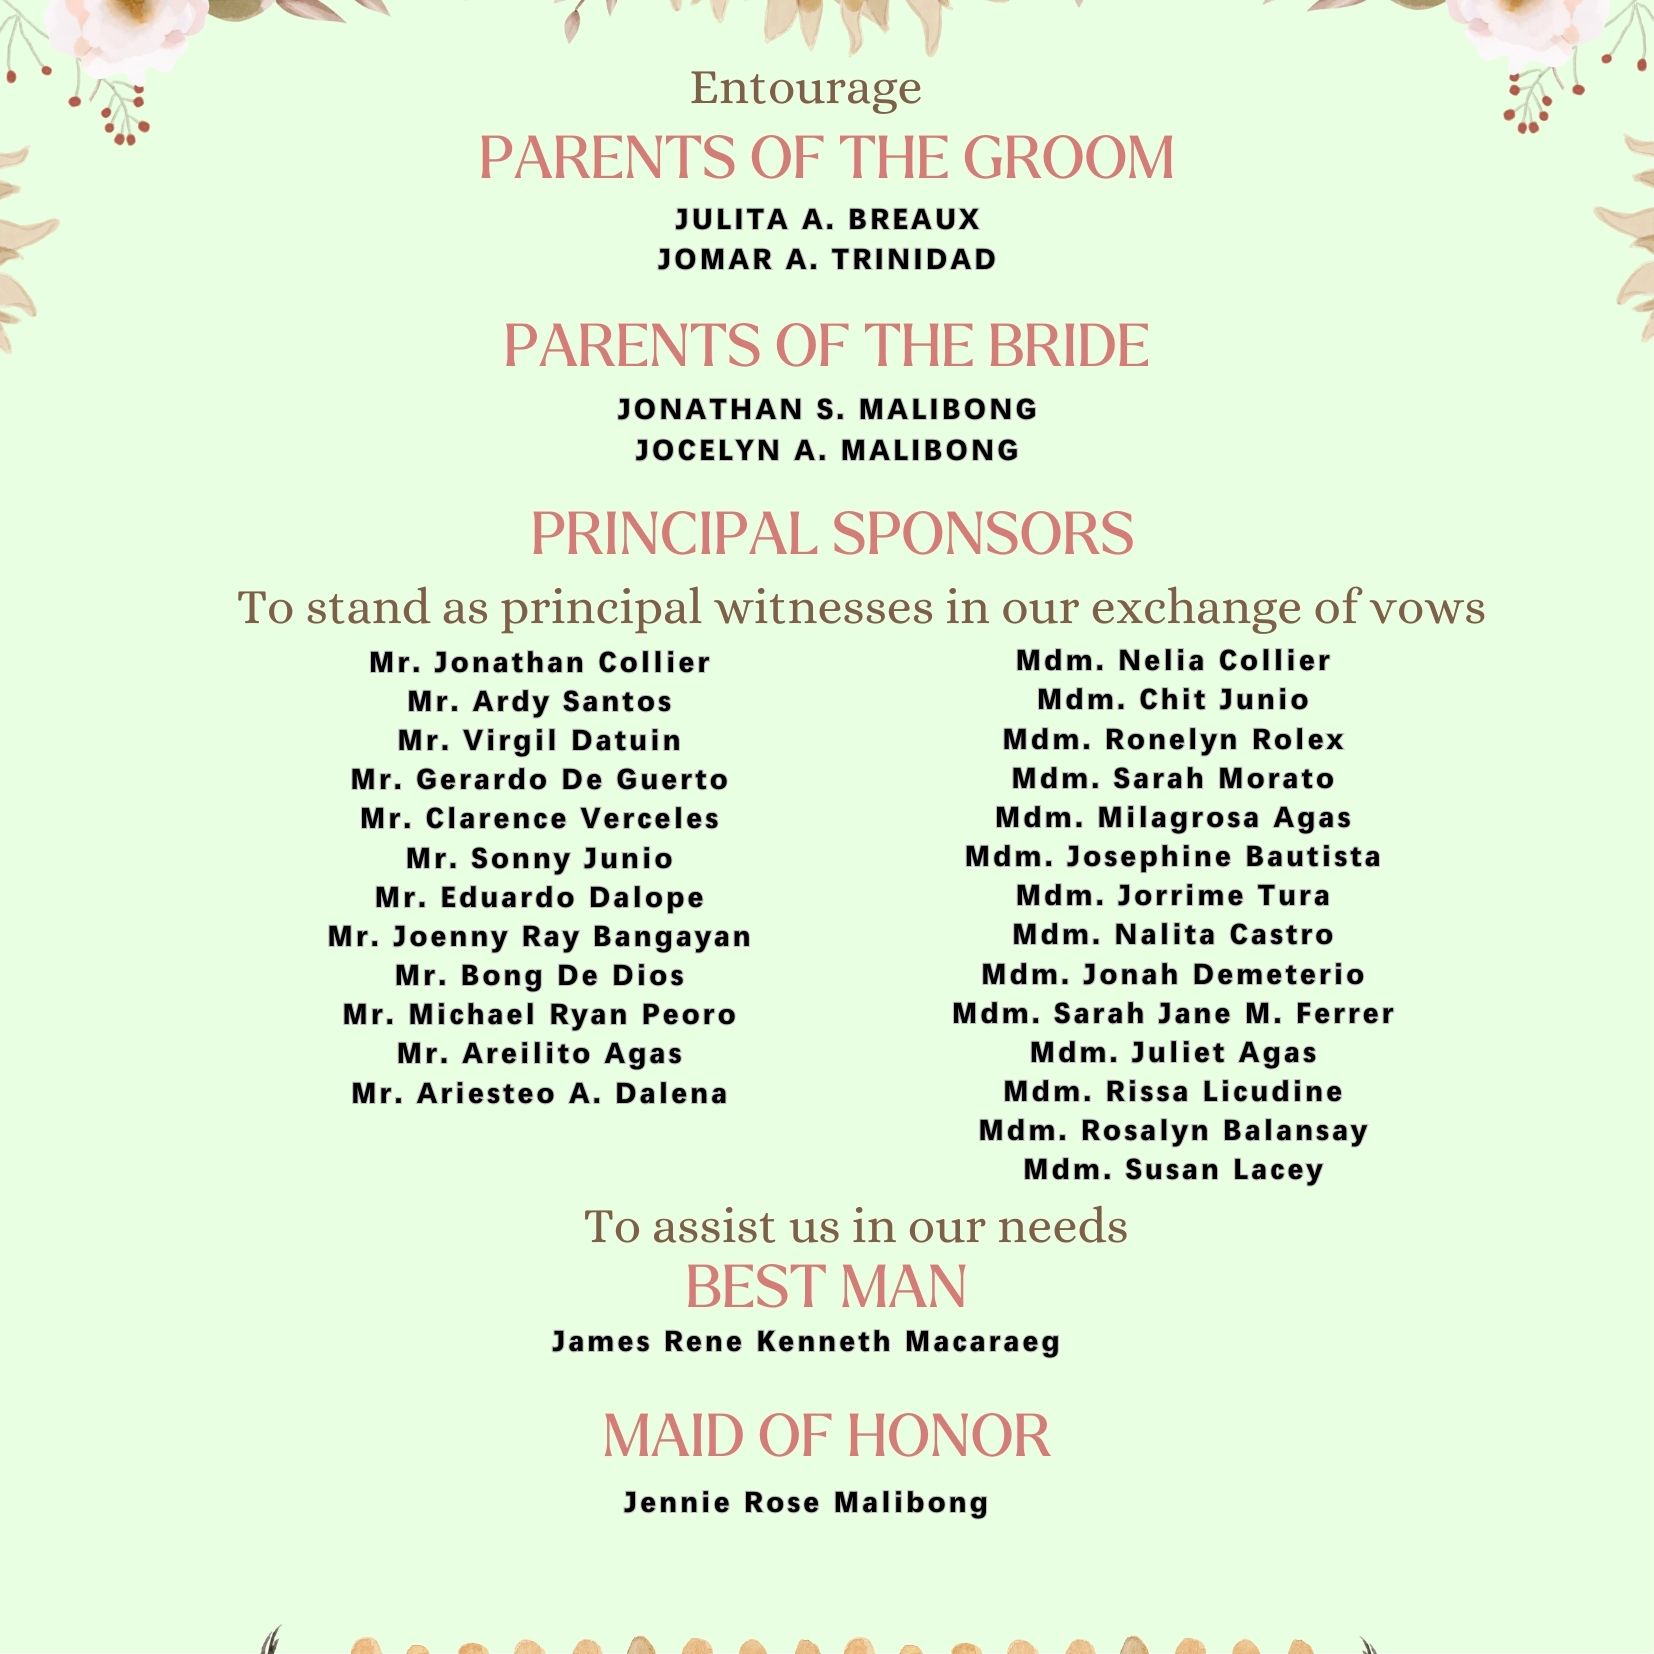 Entourage
PARENTS OF THE GROOM
JULITA A. BREAUX
JOMAR A. TRINIDAD
PARENTS OF THE BRIDE
JONATHAN S. MALIBONG
JOCELYN A. MALIBONG
PRINCIPAL SPONSORS
To stand as principal witnesses in our exchange of vows
Mr. Jonathan Collier
Mr. Ardy Santos
Mr. Virgil Datuin
Mr. Gerardo De Guerto
Mr. Clarence Verceles
Mr. Sonny Junio
Mr. Eduardo Dalope
Mr. Joenny Ray Bangayan
Mr. Bong De Dios
Mr. Michael Ryan Peoro
Mr. Areilito Agas
Mr. Ariesteo A. Dalena
Mdm. Nelia Collier
Mdm. Chit Junio
Mdm. Ronelyn Rolex
Mdm. Sarah Morato
Mdm. Milagrosa Agas
Mdm. Josephine Bautista
Mdm. Jorrime Tura
Mdm. Nalita Castro
Mdm. Jonah Demeterio
Mdm. Sarah Jane M. Ferrer
Mdm. Juliet Agas
Mdm. Rissa Licudine
Mdm. Rosalyn Balansay
Mdm. Susan Lacey
To assist us in our needs
BEST MAN
James Rene Kenneth Macaraeg
MAID OF HONOR
Jennie Rose Malibong